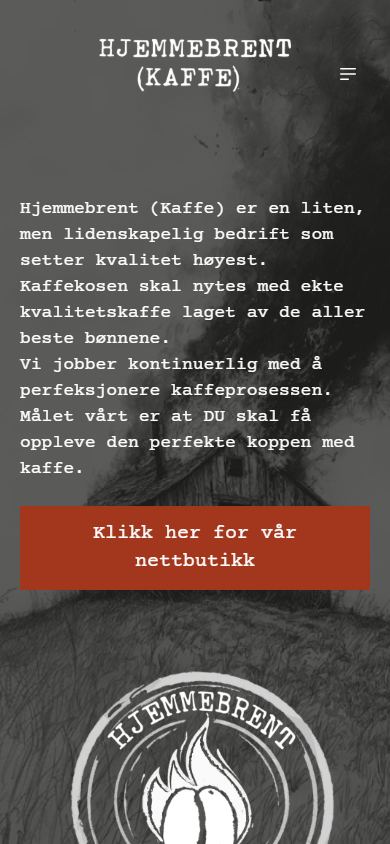 HJEMMEBRENT
(KAFFE)
Hjemmebrent (Kaffe) er en liten,
men lidenskapelig bedrift som
setter kvalitet høyest.
Kaffekosen skal nytes med ekte
kvalitetskaffe laget av de aller
beste bønnene.
Vi jobber kontinuerlig med å
perfeksjonere kaffeprosessen.
Målet vårt er at DU skal få
oppleve den perfekte koppen med
kaffe.
Klikk her for vår
nettbutikk
HJEMMEBRENT